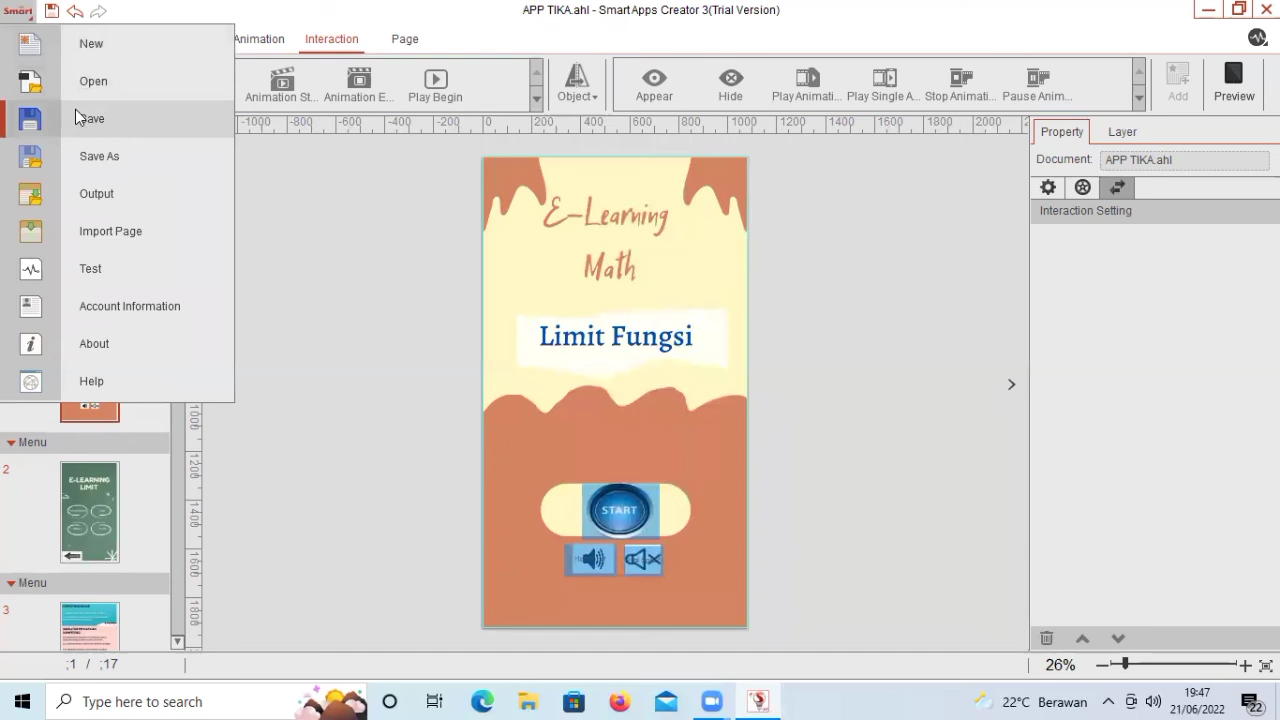 Smart
APP TIKA.ahl - SmartApps Creator 3(Trial Version)
New
Open
Save
Save As
Output
Import Page
Test
Account Information
About
Help
Animation
Interaction
Page
Animation St...
Animation E...
Play Begin
Object
Appear
Hide
Play Animati...
Play Single A...
Stop Animati...
Pause Anim...
Add
Preview
-1000 -800 -600 -400 -200 0 200 400 600 800 1000 1200 1400 1600 1800 2000
Property
Layer
Document:
APP TIKA.ahl
Interaction Setting
E-Learning
Math
Limit Fungsi
START
1000
1200
1400
1600
1800
Menu
2
E-LEARNING
LIMIT
Menu
3
:1 / :17
26%
Type here to search
22°C Berawan
19:47
21/06/2022
22